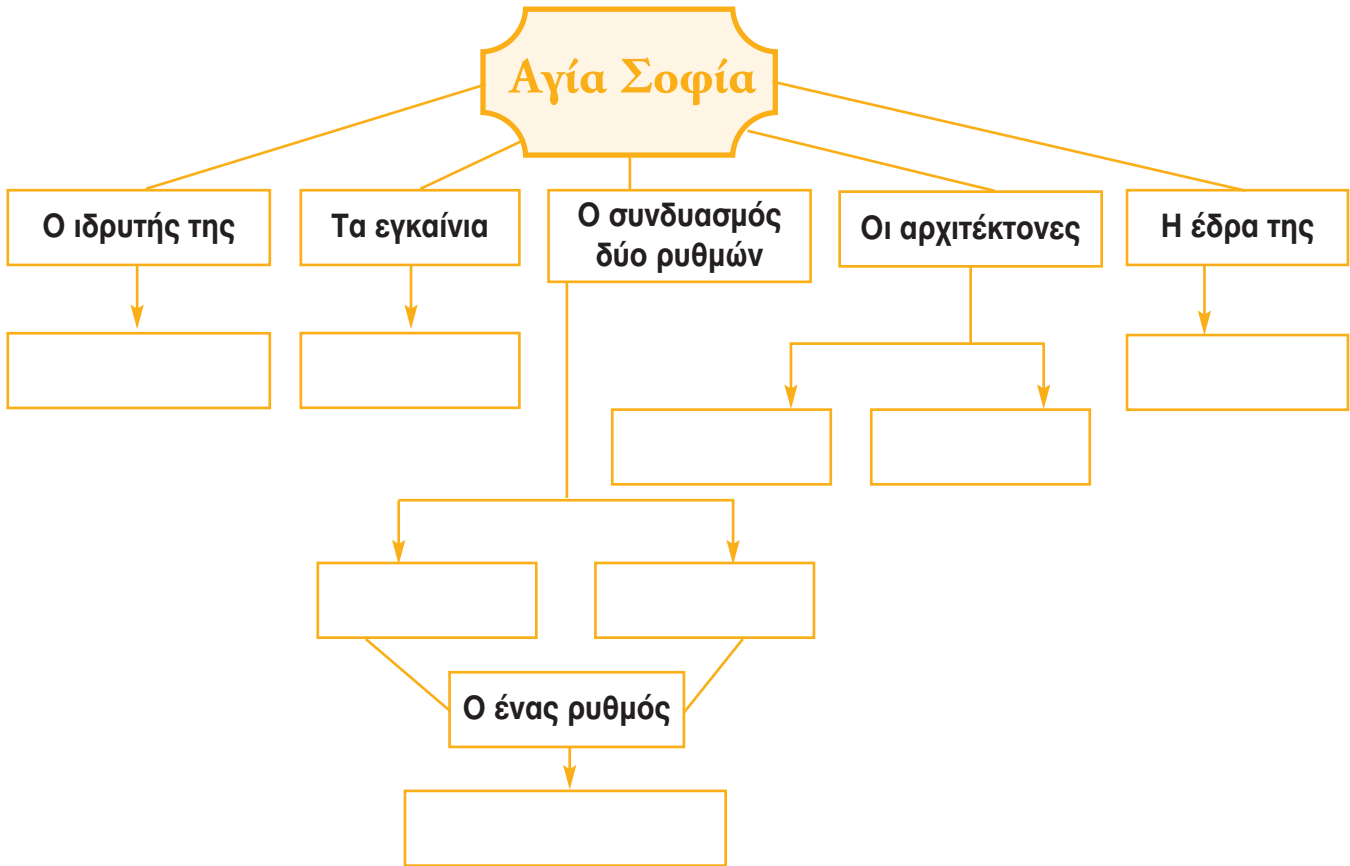 Αγία Σοφία
Ο ιδρυτής της
Τα εγκαίνια
Ο συνδυασμός
δύο ρυθμών
Οι αρχιτέκτονες
Η έδρα της
Ο ένας ρυθμός